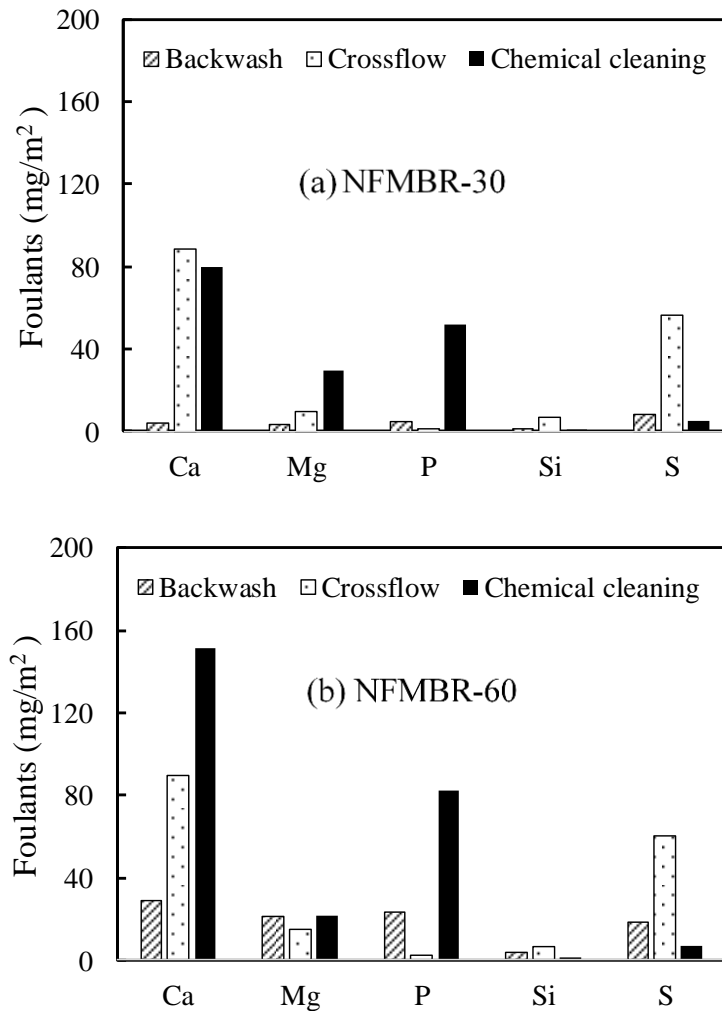 200
Backwash Crossflow Chemical cleaning
160
120
(a) NFMBR-30
80
40
0
Foulants (mg/m²)
Ca Mg P Si S
200
Backwash Crossflow Chemical cleaning
160
(b) NFMBR-60
120
80
40
0
Foulants (mg/m²)
Ca Mg P Si S